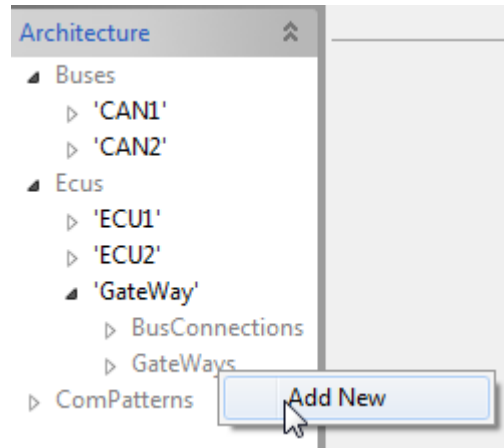 Architecture
Buses
'CAN1'
'CAN2'
Ecus
'ECU1'
'ECU2'
'GateWay'
BusConnections
GateWays
ComPatterns
Add New